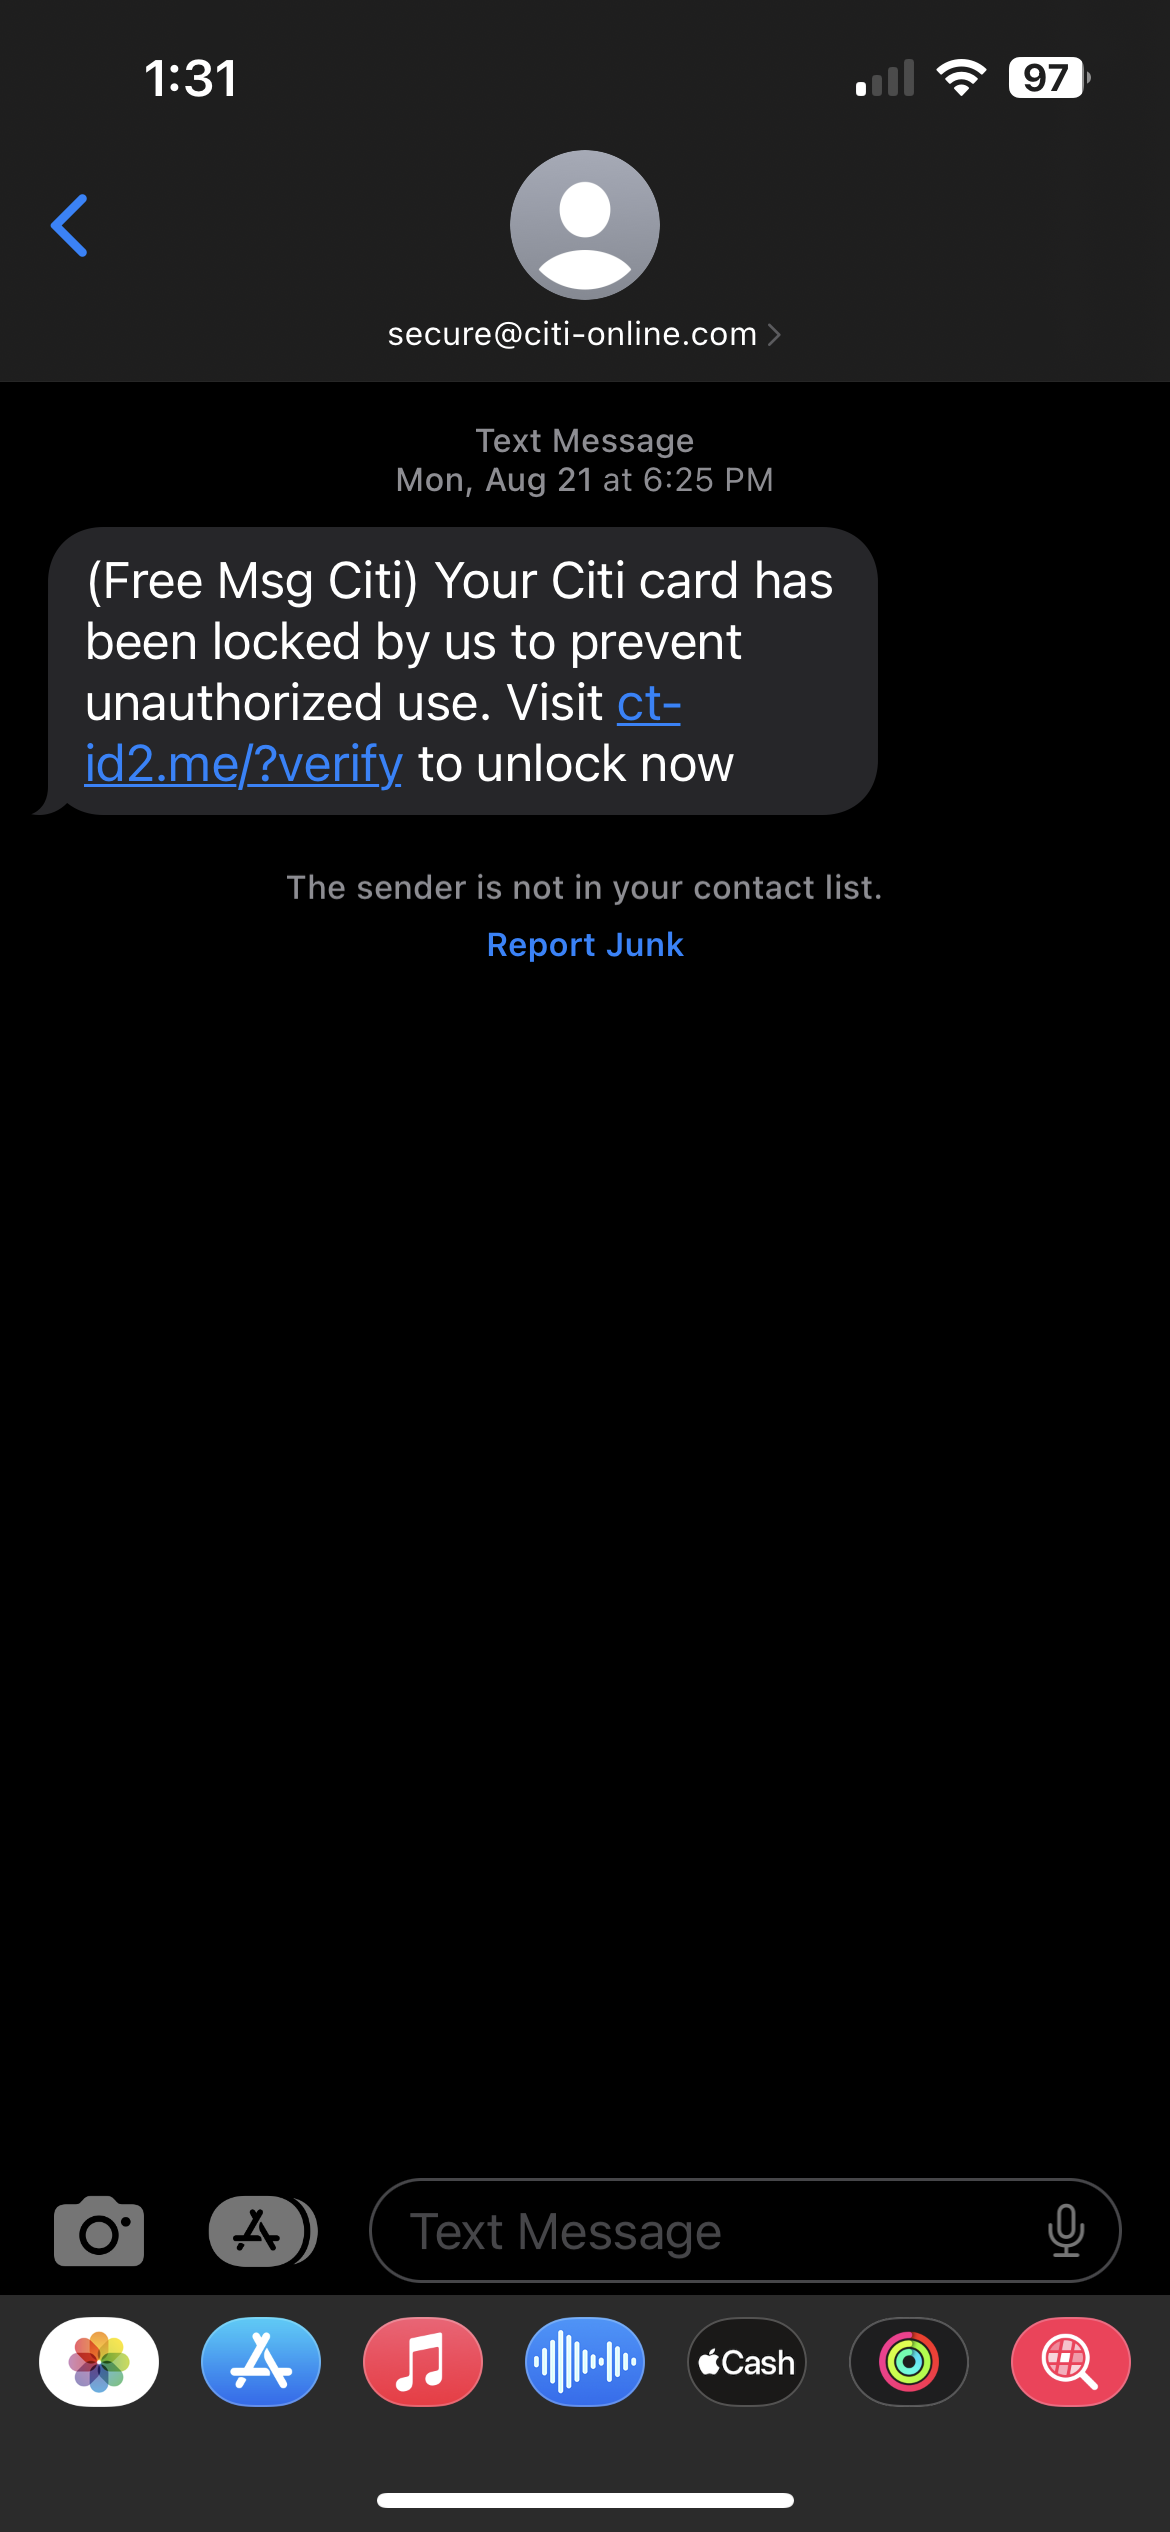 1:31
97
secure@citi-online.com
Text Message
Mon, Aug 21 at 6:25 PM
(Free Msg Citi) Your Citi card has
been locked by us to prevent
unauthorized use. Visit ct-
id2.me/?verify to unlock now
The sender is not in your contact list.
Report Junk
Text Message
Cash